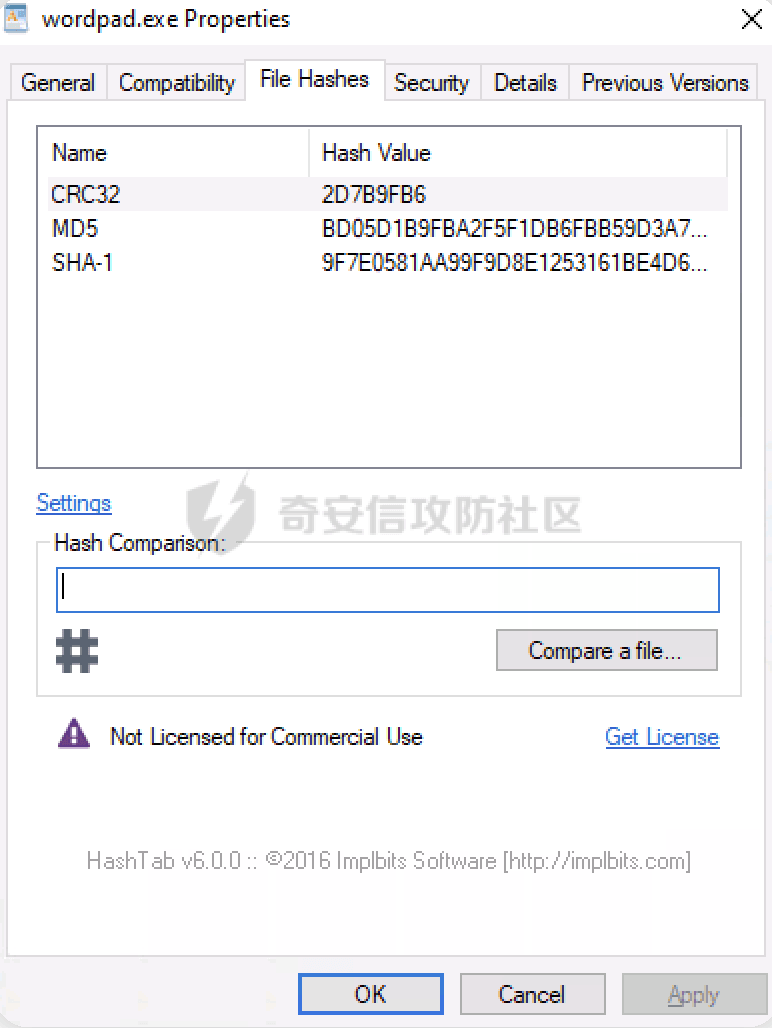 wordpad.exe Properties
General Compatibility File Hashes Security Details Previous Versions
Name Hash Value
CRC32 2D7B9FB6
MD5 BD05D1B9FBA2F5F1DB6FBB59D3A7...
SHA-1 9F7E0581AA99F9D8E1253161BE4D6...
Settings
奇安信攻防社区
Hash Comparison:
Compare a file...
Not Licensed for Commercial Use Get License
HashTab v6.0.0 :: ©2016 Implbits Software [http://implbits.com]
OK Cancel Apply